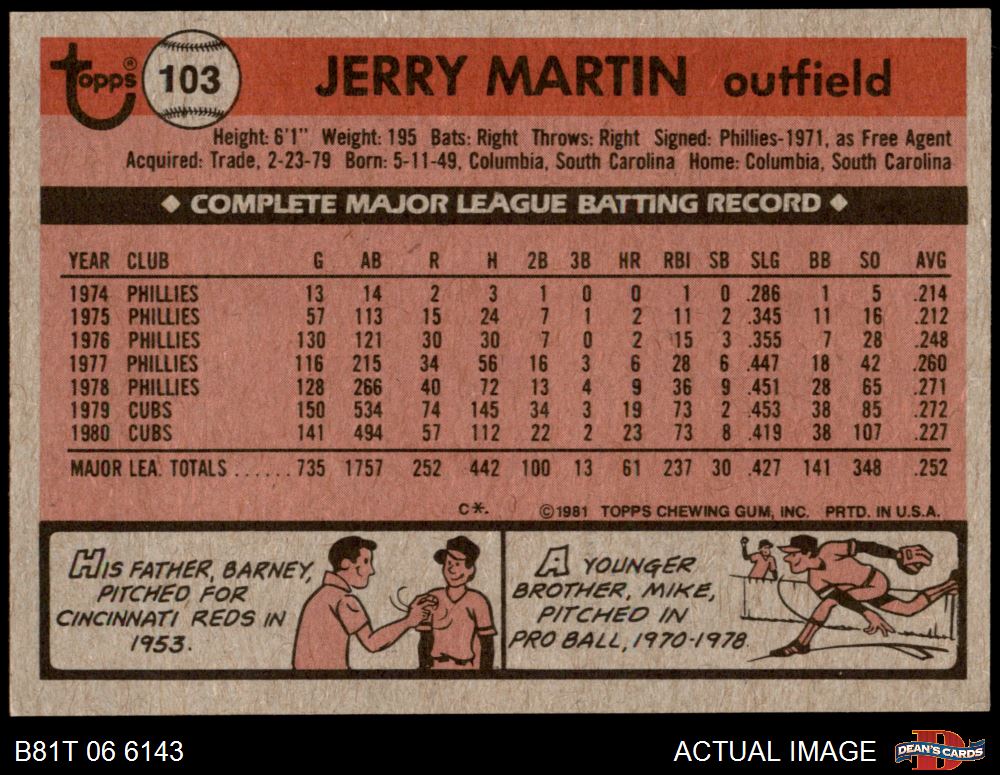 topps® 103 JERRY MARTIN outfield
Height: 6'1" Weight: 195 Bats: Right Throws: Right Signed: Phillies-1971, as Free Agent
Acquired: Trade, 2-23-79 Born: 5-11-49, Columbia, South Carolina Home: Columbia, South Carolina
◆ COMPLETE MAJOR LEAGUE BATTING RECORD ◆
YEAR CLUB G AB R H 2B 3B HR RBI SB SLG BB SO AVG
1974 PHILLIES 13 14 2 3 1 0 0 1 0 .286 1 5 .214
1975 PHILLIES 57 113 15 24 7 1 2 11 2 .345 11 16 .212
1976 PHILLIES 130 121 30 30 7 0 2 15 3 .355 7 28 .248
1977 PHILLIES 116 215 34 56 16 3 6 28 6 .447 18 42 .260
1978 PHILLIES 128 266 40 72 13 4 9 36 9 .451 28 65 .271
1979 CUBS 150 534 74 145 34 3 19 73 2 .453 38 85 .272
1980 CUBS 141 494 57 112 22 2 23 73 8 .419 38 107 .227
MAJOR LEA. TOTALS ...... 735 1757 252 442 100 13 61 237 30 .427 141 348 .252
C*. ©1981 TOPPS CHEWING GUM, INC. PRTD. IN U.S.A.
HIS FATHER, BARNEY,
PITCHED FOR
CINCINNATI REDS IN
1953.
A YOUNGER
BROTHER, MIKE,
PITCHED IN
PRO BALL, 1970-1978.
B81T 06 6143 ACTUAL IMAGE DEAN'S CARDS